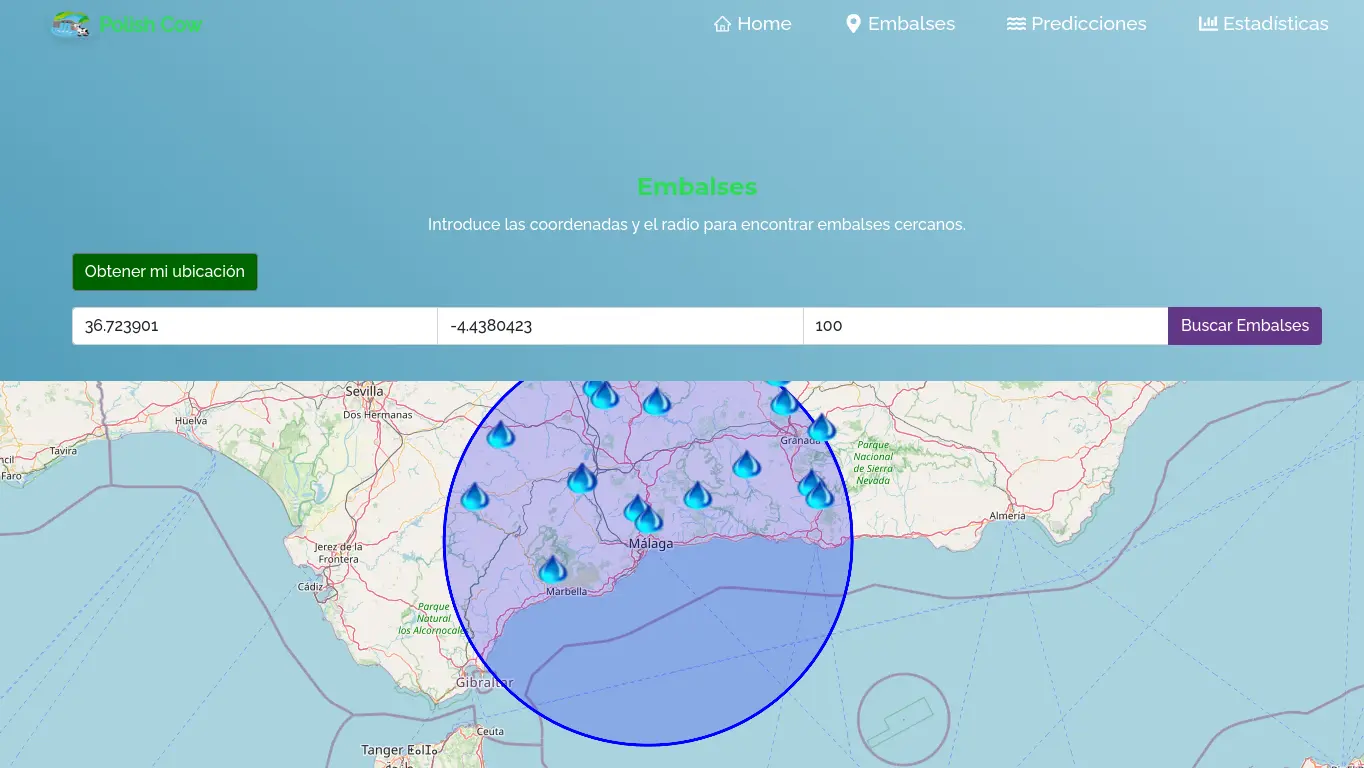 Polish Cow
Home
Embalses
Predicciones
Estadísticas
Embalses
Introduce las coordenadas y el radio para encontrar embalses cercanos.
Obtener mi ubicación
36.723901
-4.4380423
100
Buscar Embalses
Sevilla
Dos Hermanas
Huelva
Tavira
Faro
Granada
Parque
Nacional
de Sierra
Nevada
Almería
Jerez de la
Frontera
Málaga
Cádiz
Marbella
Parque
Natural
los Alcornocales
Gibraltar
Ceuta
Tanger ⵟⴰⵏⵊⴰ